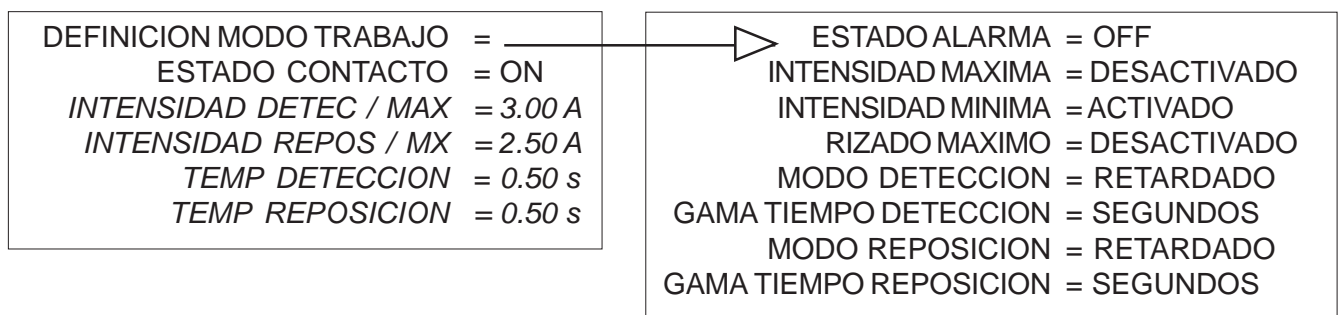 DEFINICION MODO TRABAJO =
ESTADO CONTACTO = ON
INTENSIDAD DETEC / MAX = 3.00 A
INTENSIDAD REPOS / MX = 2.50 A
TEMP DETECCION = 0.50 s
TEMP REPOSICION = 0.50 s
ESTADO ALARMA = OFF
INTENSIDAD MAXIMA = DESACTIVADO
INTENSIDAD MINIMA = ACTIVADO
RIZADO MAXIMO = DESACTIVADO
MODO DETECCION = RETARDADO
GAMA TIEMPO DETECCION = SEGUNDOS
MODO REPOSICION = RETARDADO
GAMA TIEMPO REPOSICION = SEGUNDOS